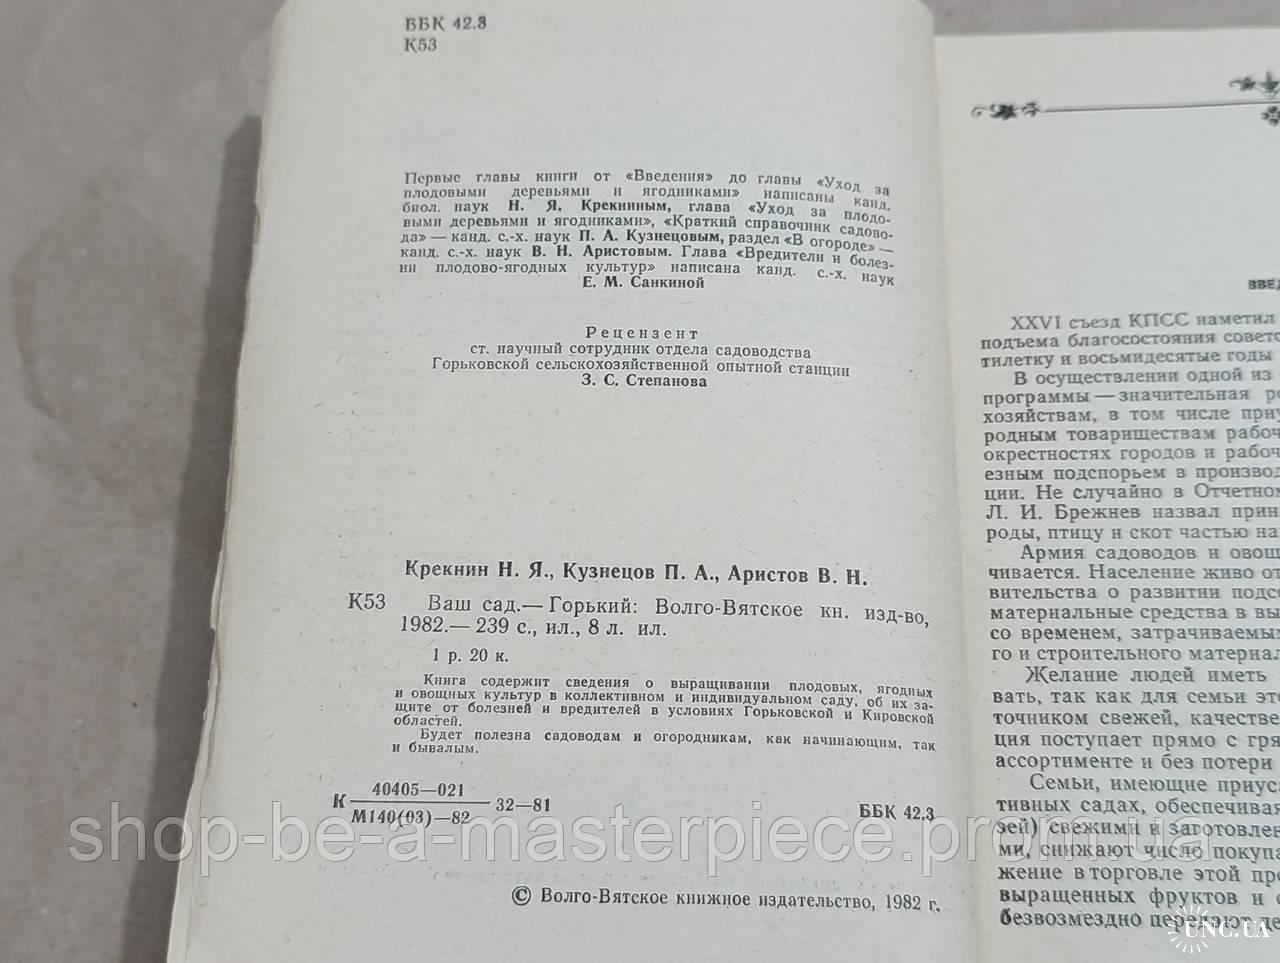 ББК 42.3
К53
Первые главы книги от «Введения» до главы «Уход за
плодовыми деревьями и ягодниками» написаны канд.
биол. наук Н. Я. Крекниным, глава «Уход за плодо-
выми деревьями и ягодниками», «Краткий справочник садово-
да» — канд. с.-х. наук П. А. Кузнецовым, раздел «В огороде» —
канд. с.-х. наук В. Н. Аристовым. Глава «Вредители и болез-
ни плодово-ягодных культур» написана канд. с.-х. наук
Е. М. Санкиной
Рецензент
ст. научный сотрудник отдела садоводства
Горьковской сельскохозяйственной опытной станции
З. С. Степанова
Крекнин Н. Я., Кузнецов П. А., Аристов В. Н.
К53 Ваш сад.— Горький: Волго-Вятское кн. изд-во,
1982.— 239 с., ил., 8 л. ил.
1 р. 20 к.
Книга содержит сведения о выращивании плодовых, ягодных
и овощных культур в коллективном и индивидуальном саду, об их за-
щите от болезней и вредителей в условиях Горьковской и Кировской
областей.
Будет полезна садоводам и огородникам, как начинающим, так
и бывалым.
К 40405—021
М140(03)—82 32—81
ББК 42.3
© Волго-Вятское книжное издательство, 1982 г.
ВВЕД
XXVI съезд КПСС наметил
подъема благосостояния совет
тилетку и восьмидесятые годы
В осуществлении одной из
программы — значительная ро
хозяйствам, в том числе приу
родным товариществам рабоч
окрестностях городов и рабоч
езным подспорьем в производ
ции. Не случайно в Отчетно
Л. И. Брежнев назвал прин
роды, птицу и скот частью на
Армия садоводов и овощ
чивается. Население живо от
вительства о развитии подсо
материальные средства в вы
со временем, затрачиваемы
го и строительного материал
Желание людей иметь
вать, так как для семьи эт
точником свежей, качестве
ция поступает прямо с гря
ассортименте и без потери
Семьи, имеющие приуса
тивных садах, обеспечива
зей) свежими и заготовлен
ми, снижают число покупа
жение в торговле этой про
выращенных фруктов и о
безвозмездно передают де
shop-be-a-masterpiece.prom.ua
UNC.UA